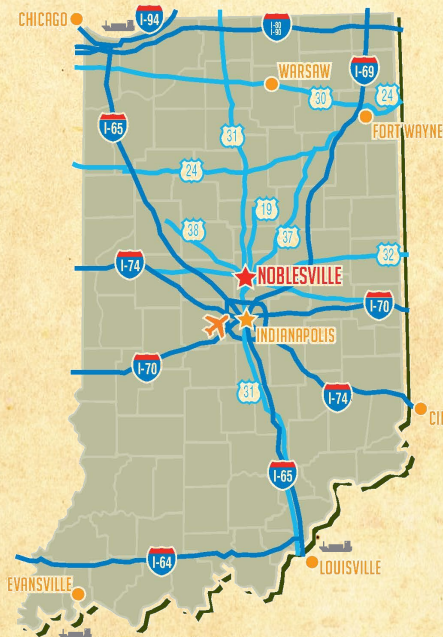 CHICAGO
I-94
I-80
I-90
WARSAW
I-69
30
24
I-65
31
FORT WAYNE
24
19
38
37
32
I-74
NOBLESVILLE
I-70
INDIANAPOLIS
I-70
31
I-74
CI
I-65
I-64
LOUISVILLE
EVANSVILLE